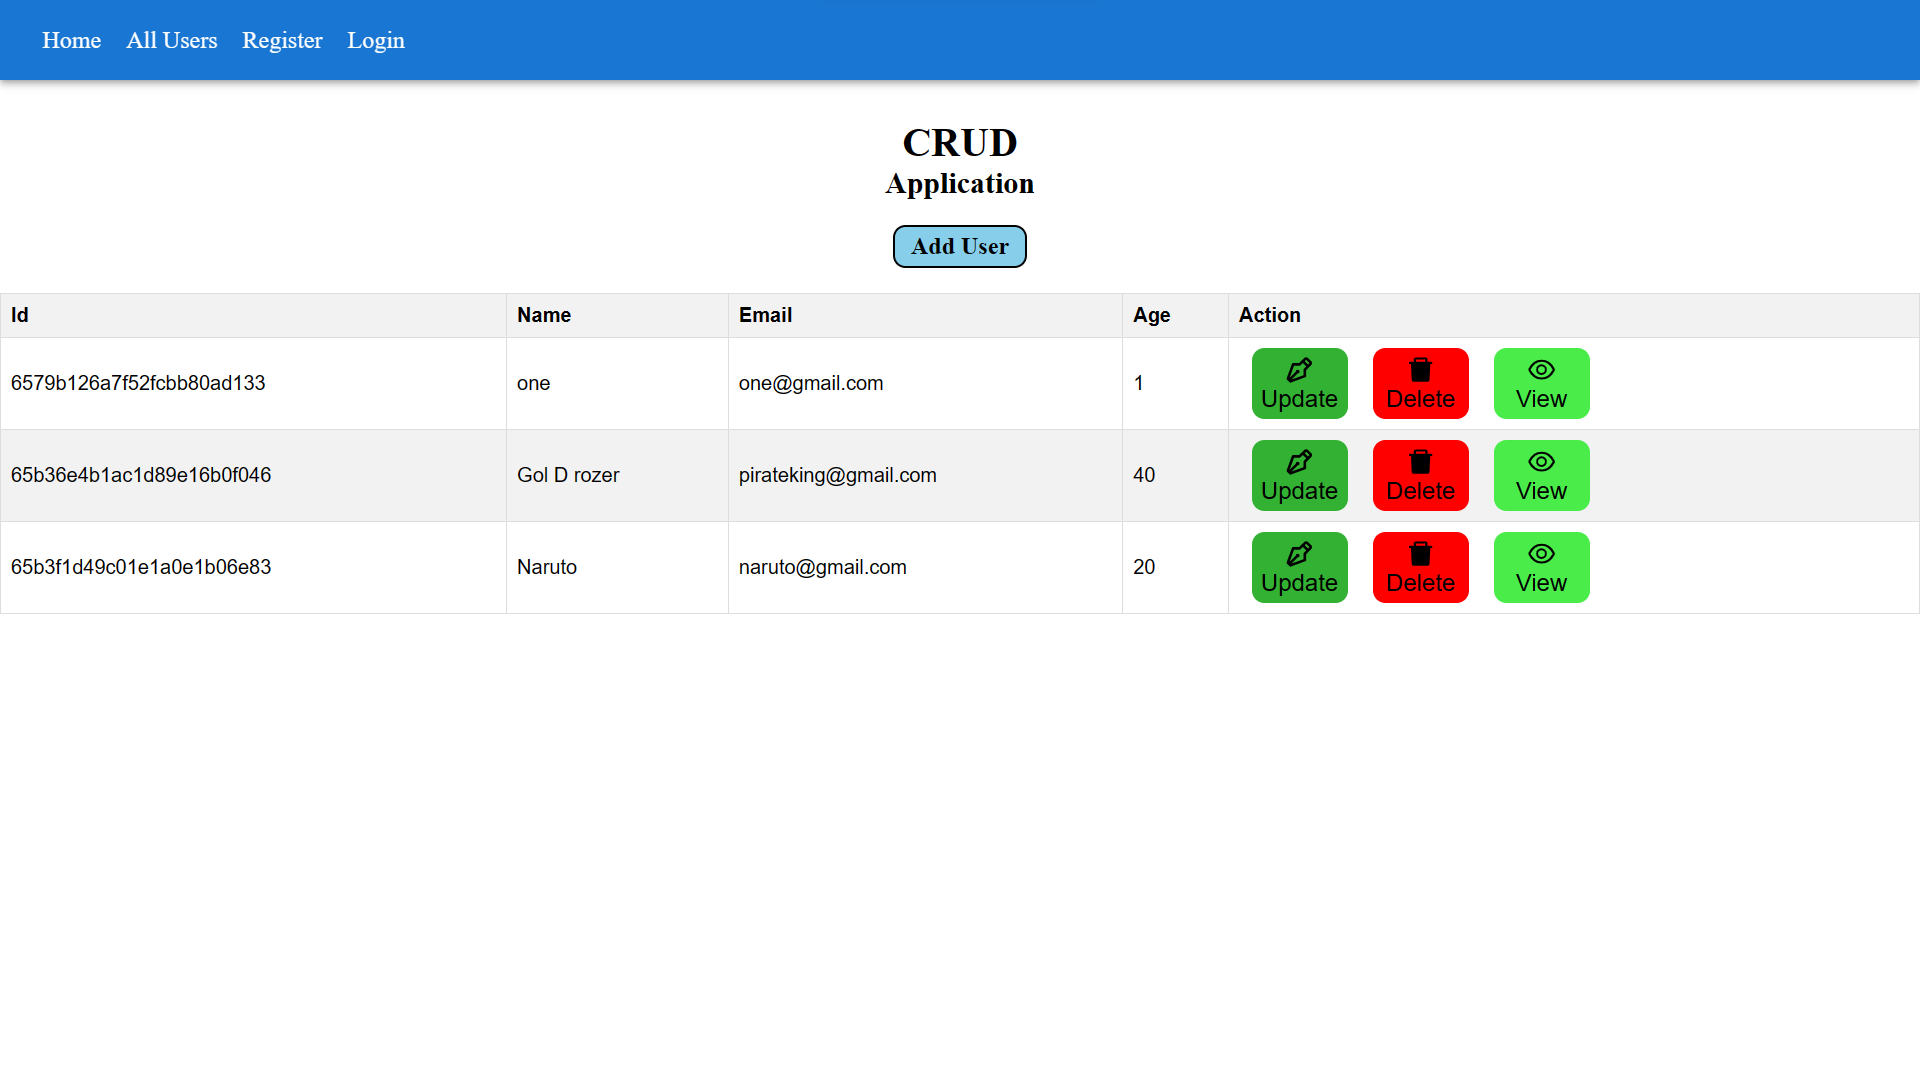 Home All Users Register Login
CRUD
Application
Add User
Id Name Email Age Action
6579b126a7f52fcbb80ad133 one one@gmail.com 1 Update Delete View
65b36e4b1ac1d89e16b0f046 Gol D rozer pirateking@gmail.com 40 Update Delete View
65b3f1d49c01e1a0e1b06e83 Naruto naruto@gmail.com 20 Update Delete View